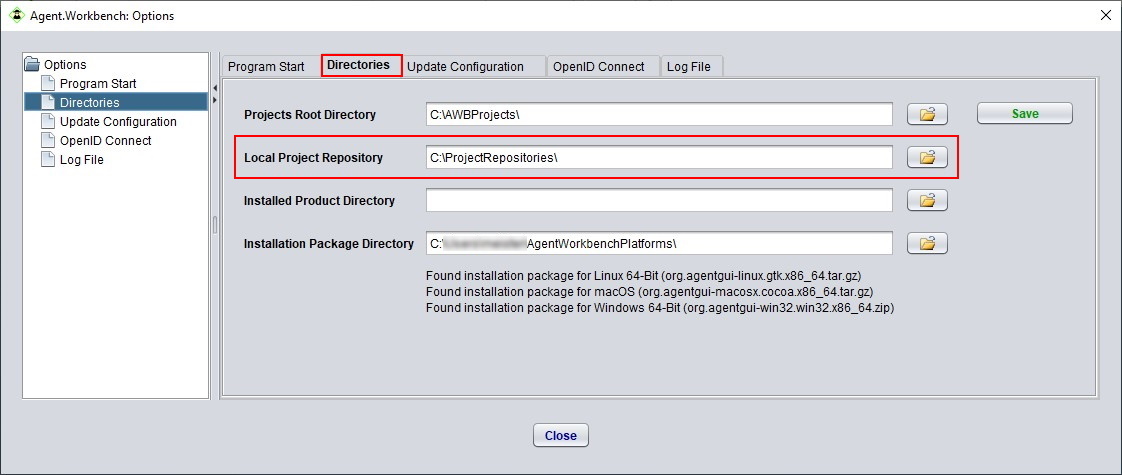 Agent.Workbench: Options
Options
Program Start
Directories
Update Configuration
OpenID Connect
Log File
Program Start Directories Update Configuration OpenID Connect Log File
Projects Root Directory C:\AWBProjects\ Save
Local Project Repository C:\ProjectRepositories\
Installed Product Directory
Installation Package Directory C:\ AgentWorkbenchPlatforms\
Found installation package for Linux 64-Bit (org.agentgui-linux.gtk.x86_64.tar.gz)
Found installation package for macOS (org.agentgui-macosx.cocoa.x86_64.tar.gz)
Found installation package for Windows 64-Bit (org.agentgui-win32.win32.x86_64.zip)
Close